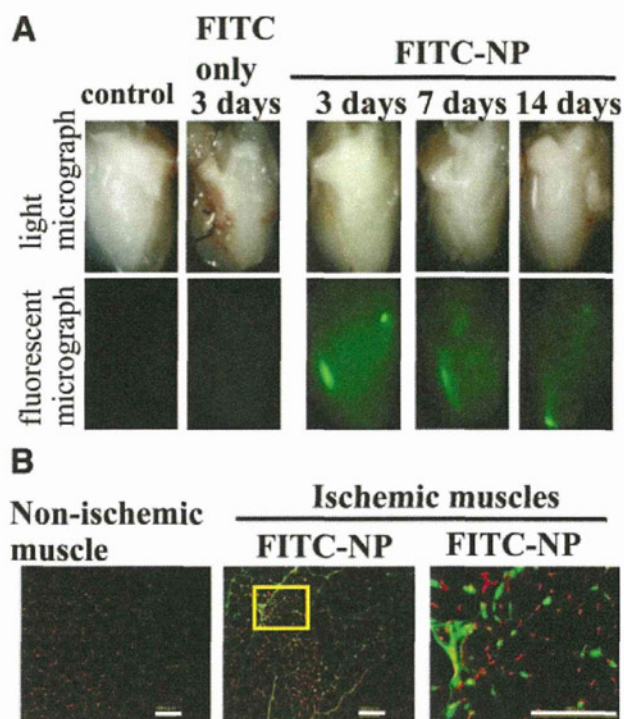 A
FITC only 3 days
FITC-NP
control
3 days 7 days 14 days
light micrograph
fluorescent micrograph
B
Non-ischemic muscle
Ischemic muscles
FITC-NP FITC-NP